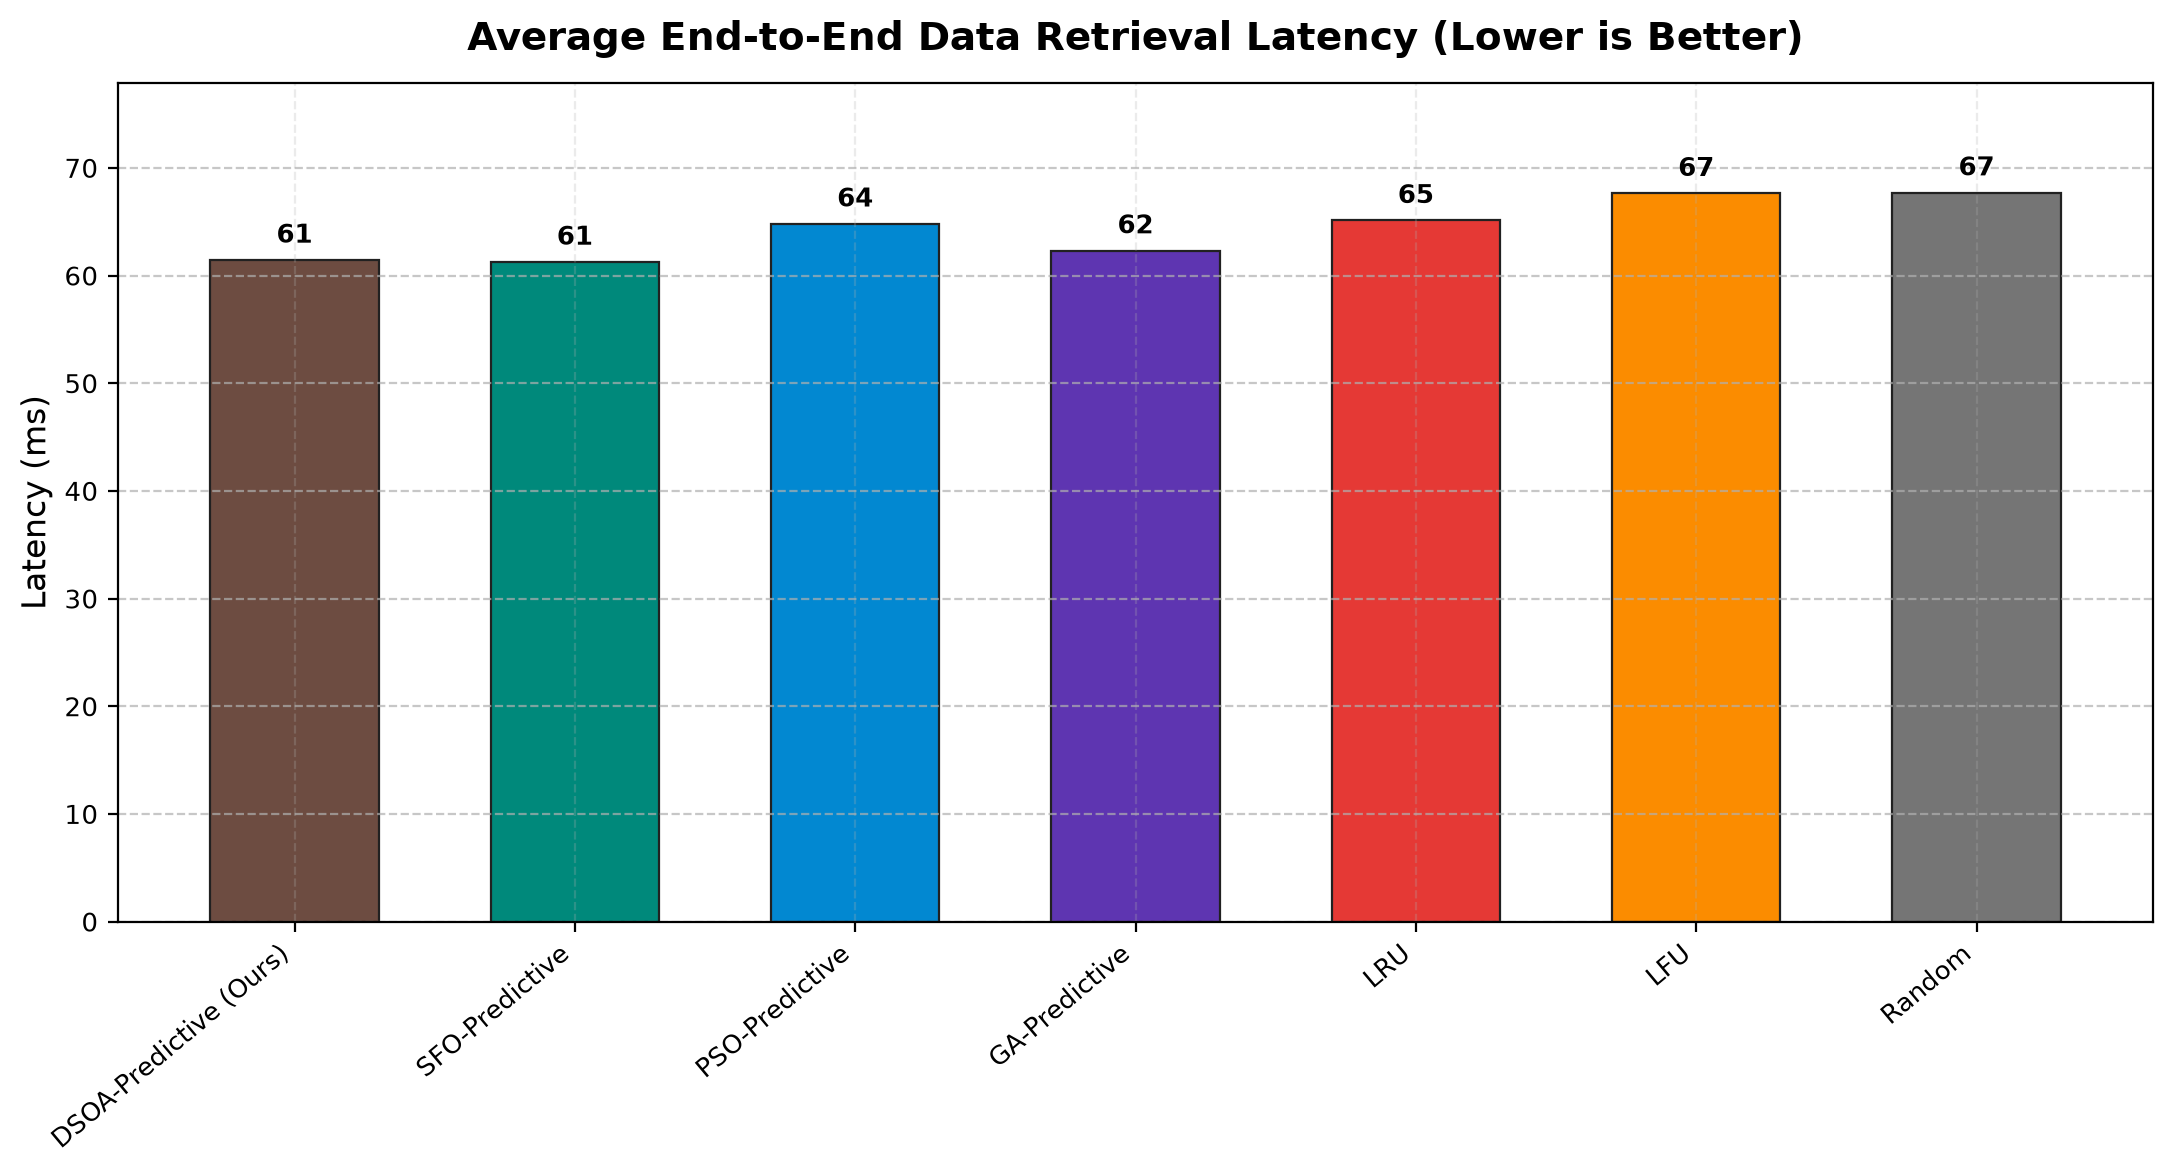 Average End-to-End Data Retrieval Latency (Lower is Better)
Latency (ms)
70
60
50
40
30
20
10
0
61
61
64
62
65
67
67
DSOA-Predictive (Ours)
SFO-Predictive
PSO-Predictive
GA-Predictive
LRU
LFU
Random